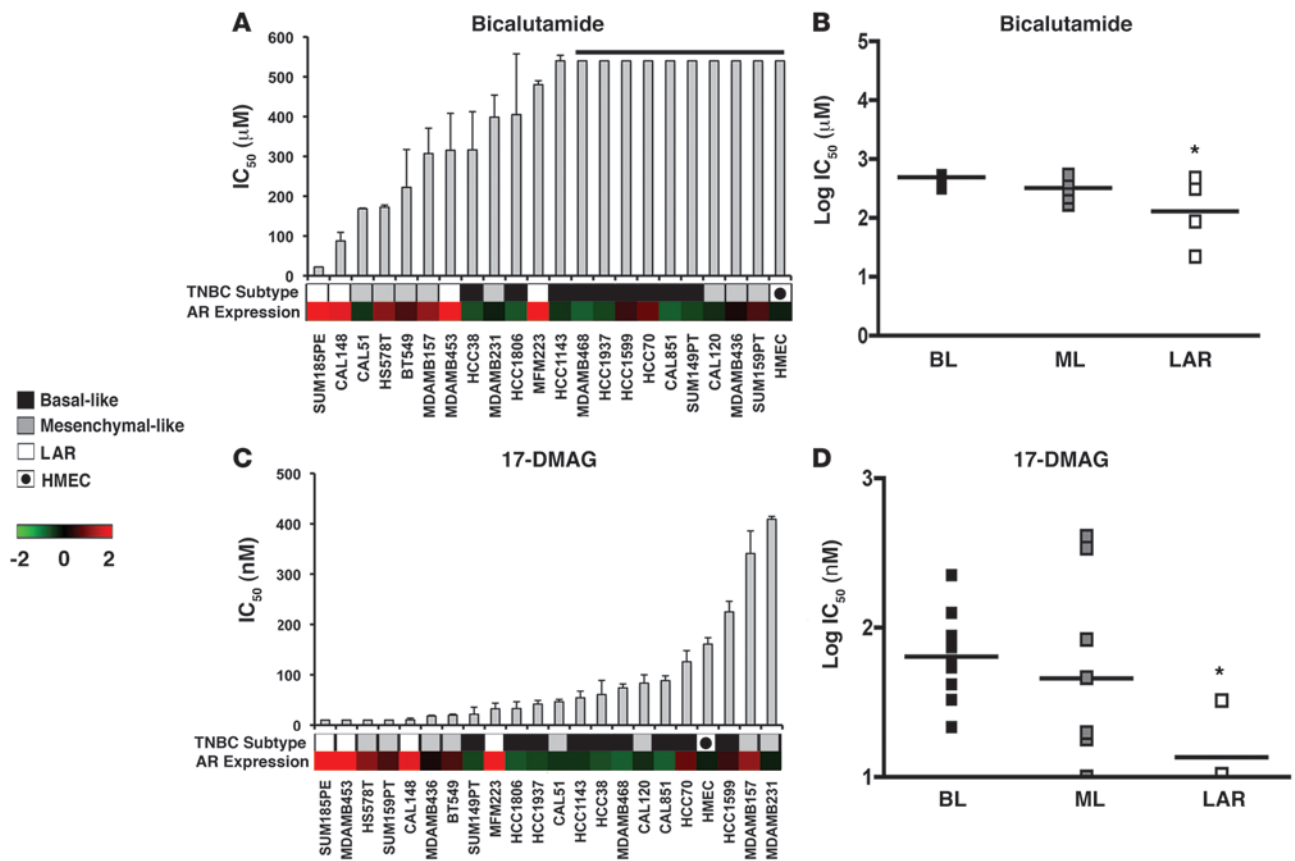 A
Bicalutamide
IC50 (µM)
600
500
400
300
200
100
0
TNBC Subtype
AR Expression
SUM185PE
CAL148
CAL51
HS578T
BT549
MDAMB157
MDAMB453
HCC38
MDAMB231
HCC1806
MFM223
HCC1143
MDAMB468
HCC1937
HCC1599
HCC70
CAL851
SUM149PT
CAL120
MDAMB436
SUM159PT
HMEC
B
Bicalutamide
Log IC50 (µM)
5
4
3
2
1
0
*
BL
ML
LAR
Basal-like
Mesenchymal-like
LAR
HMEC
-2 0 2
C
17-DMAG
IC50 (nM)
500
400
300
200
100
0
TNBC Subtype
AR Expression
SUM185PE
MDAMB453
HS578T
SUM159PT
CAL148
MDAMB436
BT549
SUM149PT
MFM223
HCC1806
HCC1937
CAL51
HCC1143
HCC38
MDAMB468
CAL120
CAL851
HCC70
HMEC
HCC1599
MDAMB157
MDAMB231
D
17-DMAG
Log IC50 (nM)
3
2
1
*
BL
ML
LAR